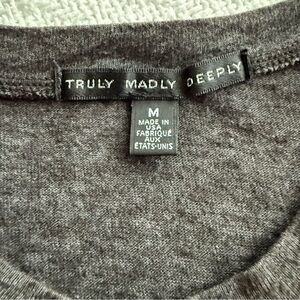 TRULY MADLY DEEPLY
M
MADE IN
USA
FABRIQUÉ
AUX
ÉTATS-UNIS